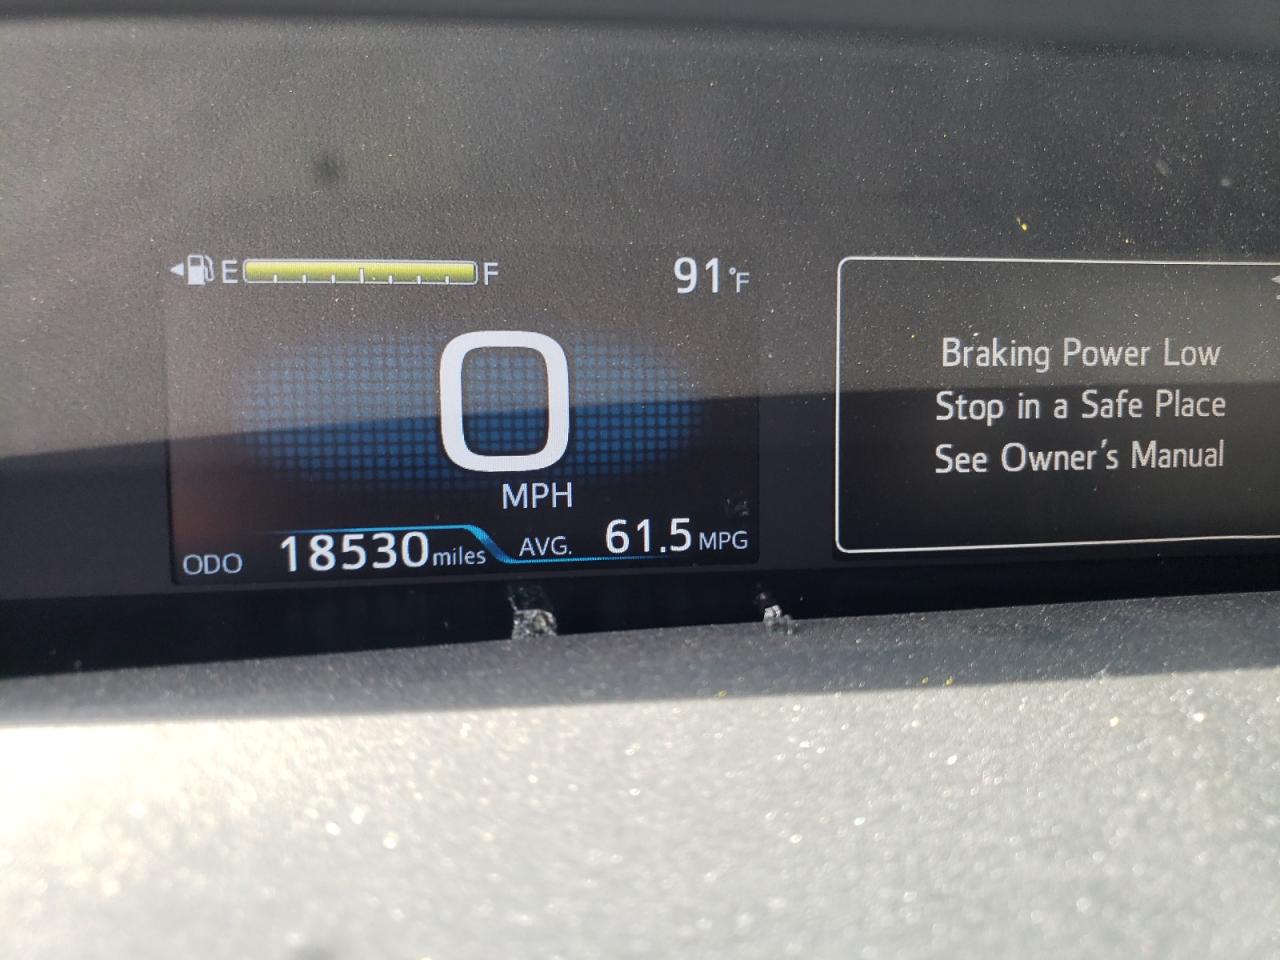 E F 91°F
0
MPH
ODO 18530 miles AVG. 61.5 MPG
Braking Power Low
Stop in a Safe Place
See Owner's Manual